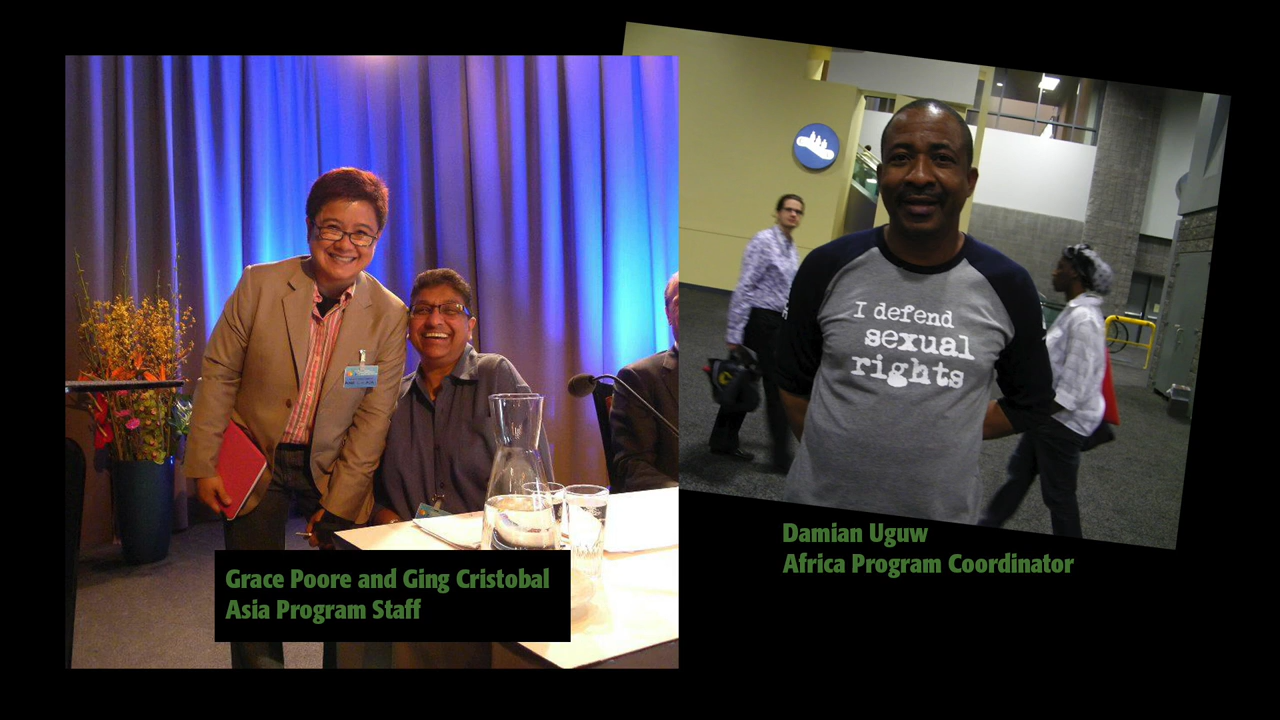 I defend
sexual
rights
Grace Poore and Ging Cristobal
Asia Program Staff
Damian Uguw
Africa Program Coordinator